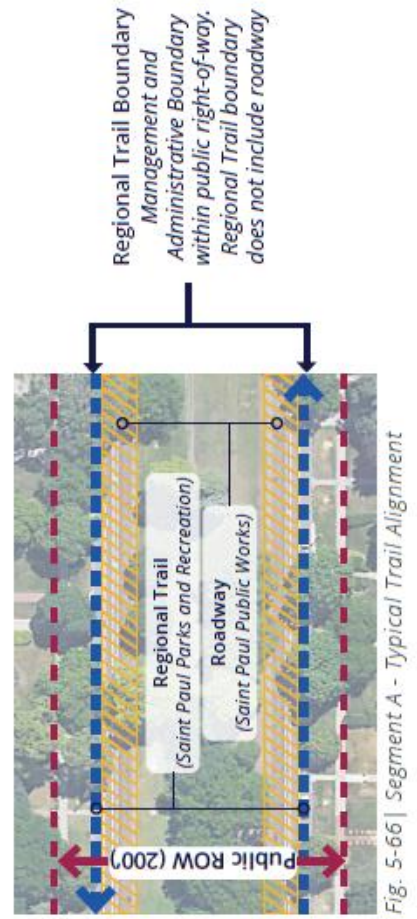 Regional Trail Boundary
Management and
Administrative Boundary
within public right-of-way.
Regional Trail boundary
does not include roadway
Regional Trail
(Saint Paul Parks and Recreation)
Roadway
(Saint Paul Public Works)
Public ROW (200')
Fig. 5-66| Segment A - Typical Trail Alignment